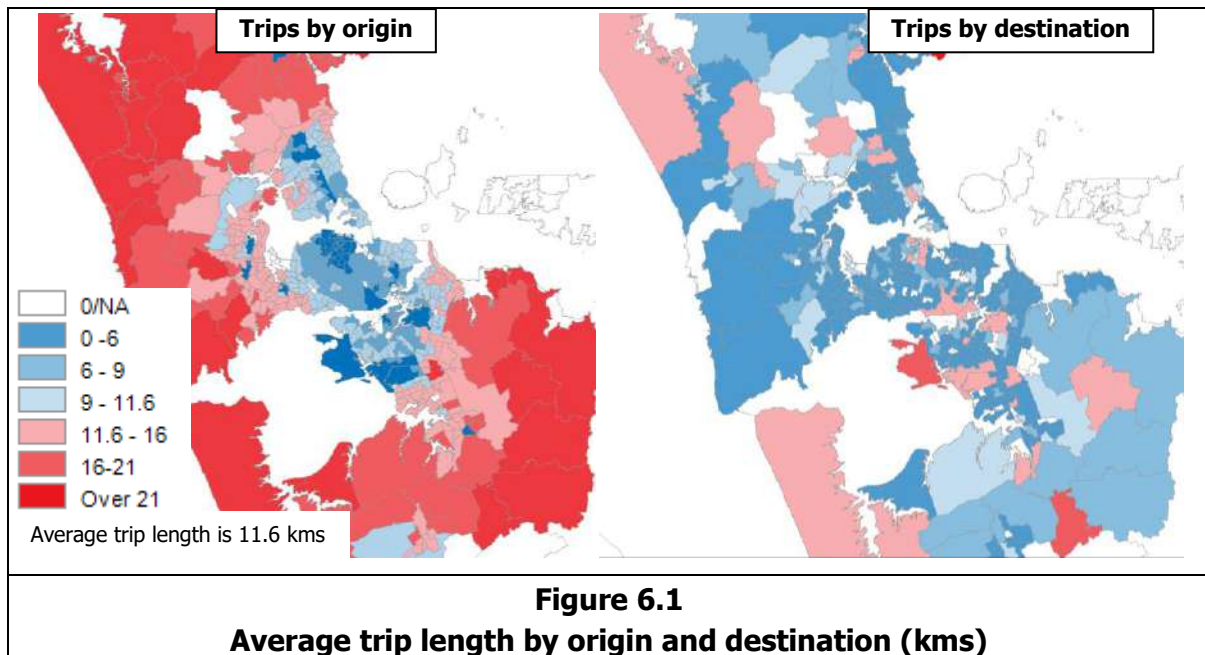 Trips by origin
Trips by destination
0/NA
0 -6
6 - 9
9 - 11.6
11.6 - 16
16-21
Over 21
Average trip length is 11.6 kms
Figure 6.1
Average trip length by origin and destination (kms)